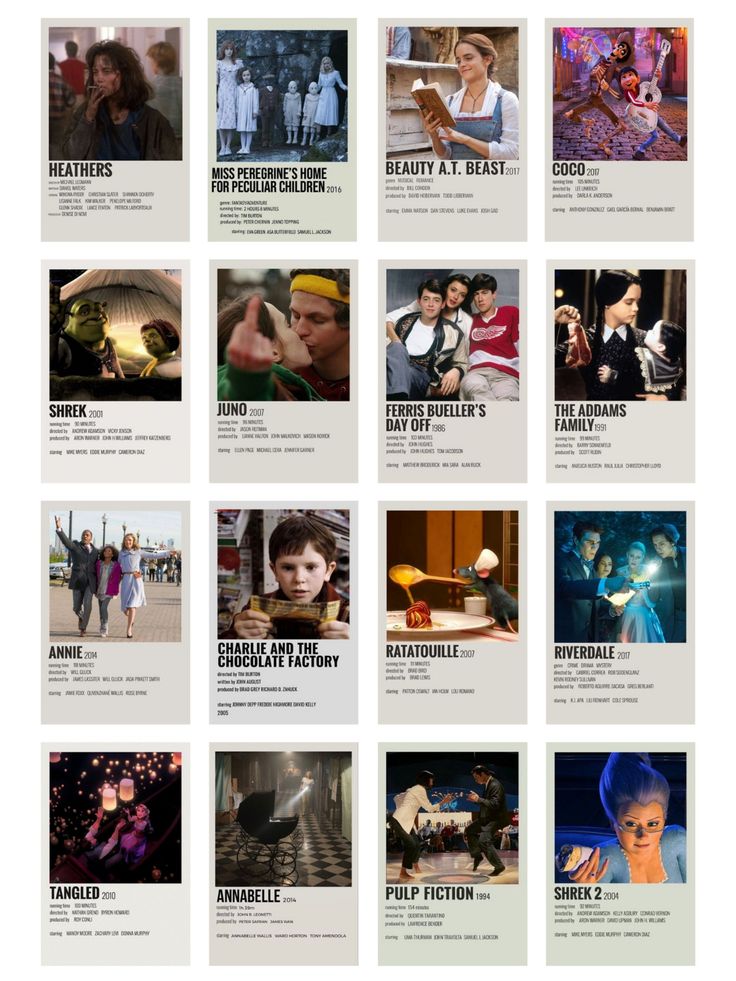 HEATHERS
DIRECTED BY MICHAEL LEHMANN
WRITTEN BY DANIEL WATERS
STARRING WINONA RYDER CHRISTIAN SLATER SHANNEN DOHERTY
LISANNE FALK KIM WALKER PENELOPE MILFORD
GLENN SHADIX LANCE FENTON PATRICK LABYORTEAUX
PRODUCED BY DENISE DI NOVI
MISS PEREGRINE'S HOME
FOR PECULIAR CHILDREN 2016
genre: FANTASY/ADVENTURE
running time: 2 HOURS 8 MINUTES
directed by: TIM BURTON
produced by: PETER CHERNIN JENNO TOPPING
starring EVA GREEN ASA BUTTERFIELD SAMUEL L. JACKSON
BEAUTY A.T. BEAST 2017
genre MUSICAL ROMANCE
directed by BILL CONDON
produced by DAVID HOBERMAN TODD LIEBERMAN
starring EMMA WATSON DAN STEVENS LUKE EVANS JOSH GAD
COCO 2017
running time 105 MINUTES
directed by LEE UNKRICH
produced by DARLA K. ANDERSON
starring ANTHONY GONZALEZ GAEL GARCÍA BERNAL BENJAMIN BRATT
SHREK 2001
running time 90 MINUTES
directed by ANDREW ADAMSON VICKY JENSON
produced by ARON WARNER JOHN H WILLIAMS JEFFREY KATZENBERG
starring MIKE MYERS EDDIE MURPHY CAMERON DIAZ
JUNO 2007
running time 96 MINUTES
directed by JASON REITMAN
produced by LIANNE HALFON JOHN MALKOVICH MASON NOVICK
starring ELLEN PAGE MICHAEL CERA JENNIFER GARNER
FERRIS BUELLER'S
DAY OFF 1986
running time 103 MINUTES
directed by JOHN HUGHES
produced by JOHN HUGHES TOM JACOBSON
starring MATTHEW BRODERICK MIA SARA ALAN RUCK
THE ADDAMS
FAMILY 1991
running time 99 MINUTES
directed by BARRY SONNENFELD
produced by SCOTT RUDIN
starring ANJELICA HUSTON RAUL JULIA CHRISTOPHER LLOYD
ANNIE 2014
running time 118 MINUTES
directed by WILL GLUCK
produced by JAMES LASSITER WILL GLUCK JADA PINKETT SMITH
starring JAMIE FOXX QUVENZHANÉ WALLIS ROSE BYRNE
CHARLIE AND THE
CHOCOLATE FACTORY
directed by TIM BURTON
written by JOHN AUGUST
produced by BRAD GREY RICHARD D. ZANUCK
starring JOHNNY DEPP FREDDIE HIGHMORE DAVID KELLY
2005
RATATOUILLE 2007
running time 111 MINUTES
directed by BRAD BIRD
produced by BRAD LEWIS
starring PATTON OSWALT IAN HOLM LOU ROMANO
RIVERDALE 2017
genre CRIME DRAMA MYSTERY
directed by GABRIEL CORREA ROB SEIDENGLANZ
KEVIN RODNEY SULLIVAN
produced by ROBERTO AGUIRRE SACASA GREG BERLANTI
starring K.J. APA LILI REINHART COLE SPROUSE
TANGLED 2010
running time 100 MINUTES
directed by NATHAN GRENO BYRON HOWARD
produced by ROY CONLI
starring MANDY MOORE ZACHARY LEVI DONNA MURPHY
ANNABELLE 2014
running time 1h 39m
directed by JOHN R. LEONETTI
produced by PETER SAFRAN JAMES WAN
starring ANNABELLE WALLIS WARD HORTON TONY AMENDOLA
PULP FICTION 1994
running time 154 minutes
directed by QUENTIN TARANTINO
produced by LAWRENCE BENDER
starring UMA THURMAN JOHN TRAVOLTA SAMUEL L JACKSON
SHREK 2 2004
running time 92 MINUTES
directed by ANDREW ADAMSON KELLY ASBURY CONRAD VERNON
produced by ARON WARNER DAVID LIPMAN JOHN H. WILLIAMS
starring MIKE MYERS EDDIE MURPHY CAMERON DIAZ